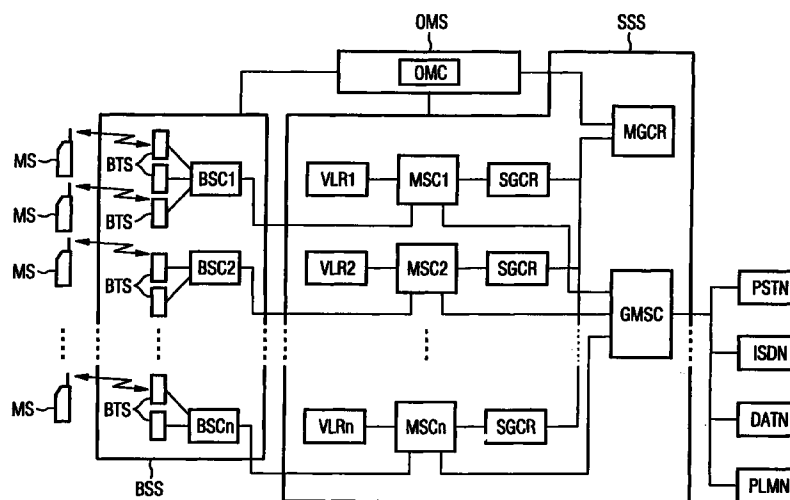 OMS
SSS
OMC
MGCR
MS
BTS
BSC1
VLR1
MSC1
SGCR
MS
BTS
MS
BTS
BSC2
VLR2
MSC2
SGCR
GMSC
PSTN
ISDN
MS
BTS
BSCn
VLRn
MSCn
SGCR
DATN
BSS
PLMN